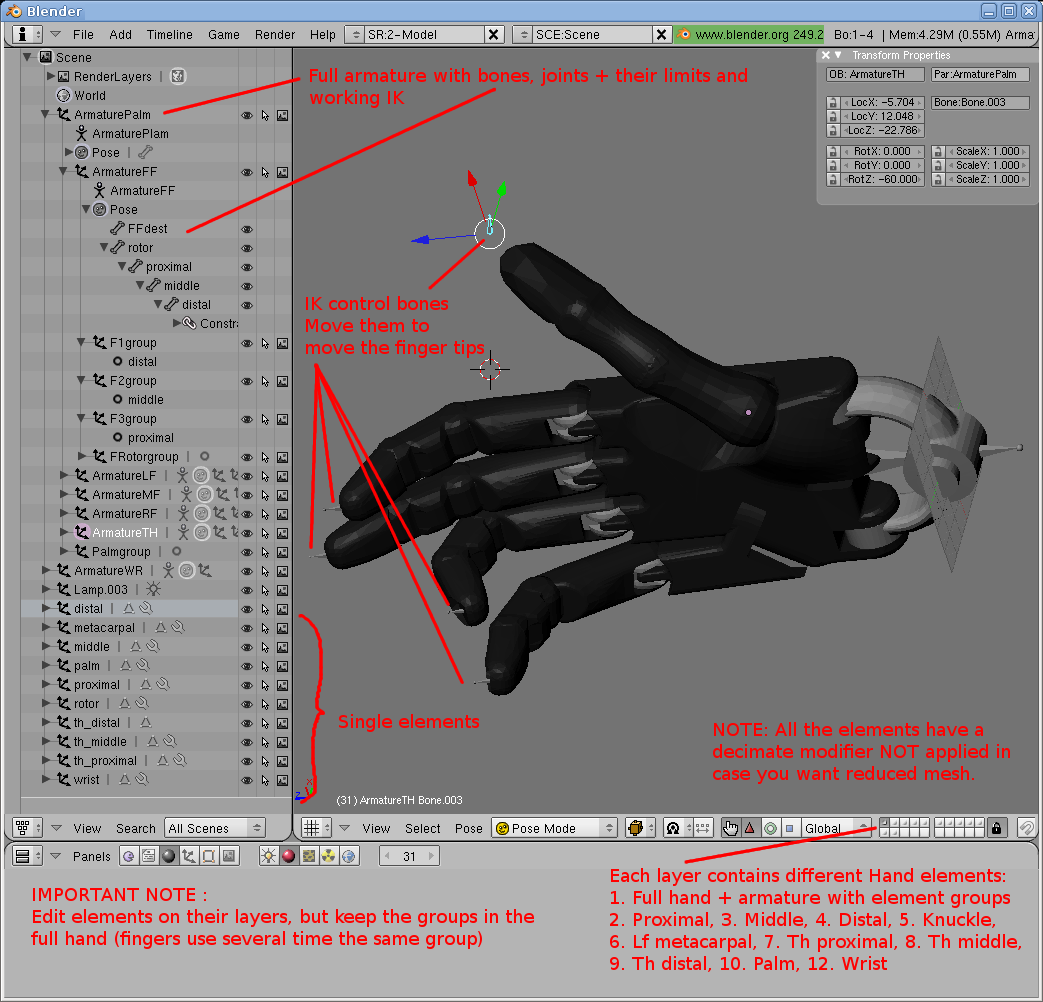 Blender
File Add Timeline Game Render Help SR:2-Model SCE:Scene www.blender.org 249.2 Bo:1-4 | Mem:4.29M (0.55M) Arma
Scene
RenderLayers |
World
ArmaturePalm
ArmaturePlam
Pose |
ArmatureFF
ArmatureFF
Pose
FFdest
rotor
proximal
middle
distal
Constr
F1group
distal
F2group
middle
F3group
proximal
FRotorgroup |
ArmatureLF |
ArmatureMF |
ArmatureRF |
ArmatureTH |
Palmgroup |
ArmatureWR |
Lamp.003 |
distal |
metacarpal |
middle |
palm |
proximal |
rotor |
th_distal |
th_middle |
th_proximal |
wrist |
View Search All Scenes
Full armature with bones, joints + their limits and
working IK
Transform Properties
OB: ArmatureTH Par:ArmaturePalm
LocX: -5.704 Bone:Bone.003
LocY: 12.048
LocZ: -22.786
RotX: 0.000 ScaleX: 1.000
RotY: 0.000 ScaleY: 1.000
RotZ: -60.000 ScaleZ: 1.000
IK control bones
Move them to
move the finger tips
Single elements
NOTE: All the elements have a
decimate modifier NOT applied in
case you want reduced mesh.
x
z
(31) ArmatureTH Bone.003
View Select Pose Pose Mode Global
Panels 31
IMPORTANT NOTE :
Edit elements on their layers, but keep the groups in the
full hand (fingers use several time the same group)
Each layer contains different Hand elements:
1. Full hand + armature with element groups
2. Proximal, 3. Middle, 4. Distal, 5. Knuckle,
6. Lf metacarpal, 7. Th proximal, 8. Th middle,
9. Th distal, 10. Palm, 12. Wrist